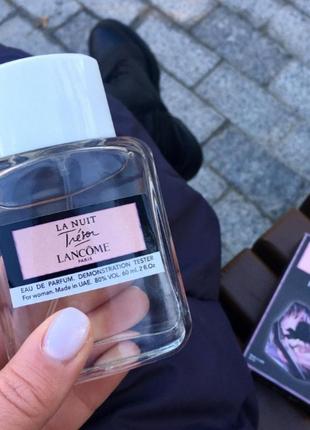 LA NUIT
Trésor
LANCÔME
PARIS
EAU DE PARFUM. DEMONSTRATION TESTER
For woman. Made in UAE. 80% VOL. 60 ml. 2 fl.Oz